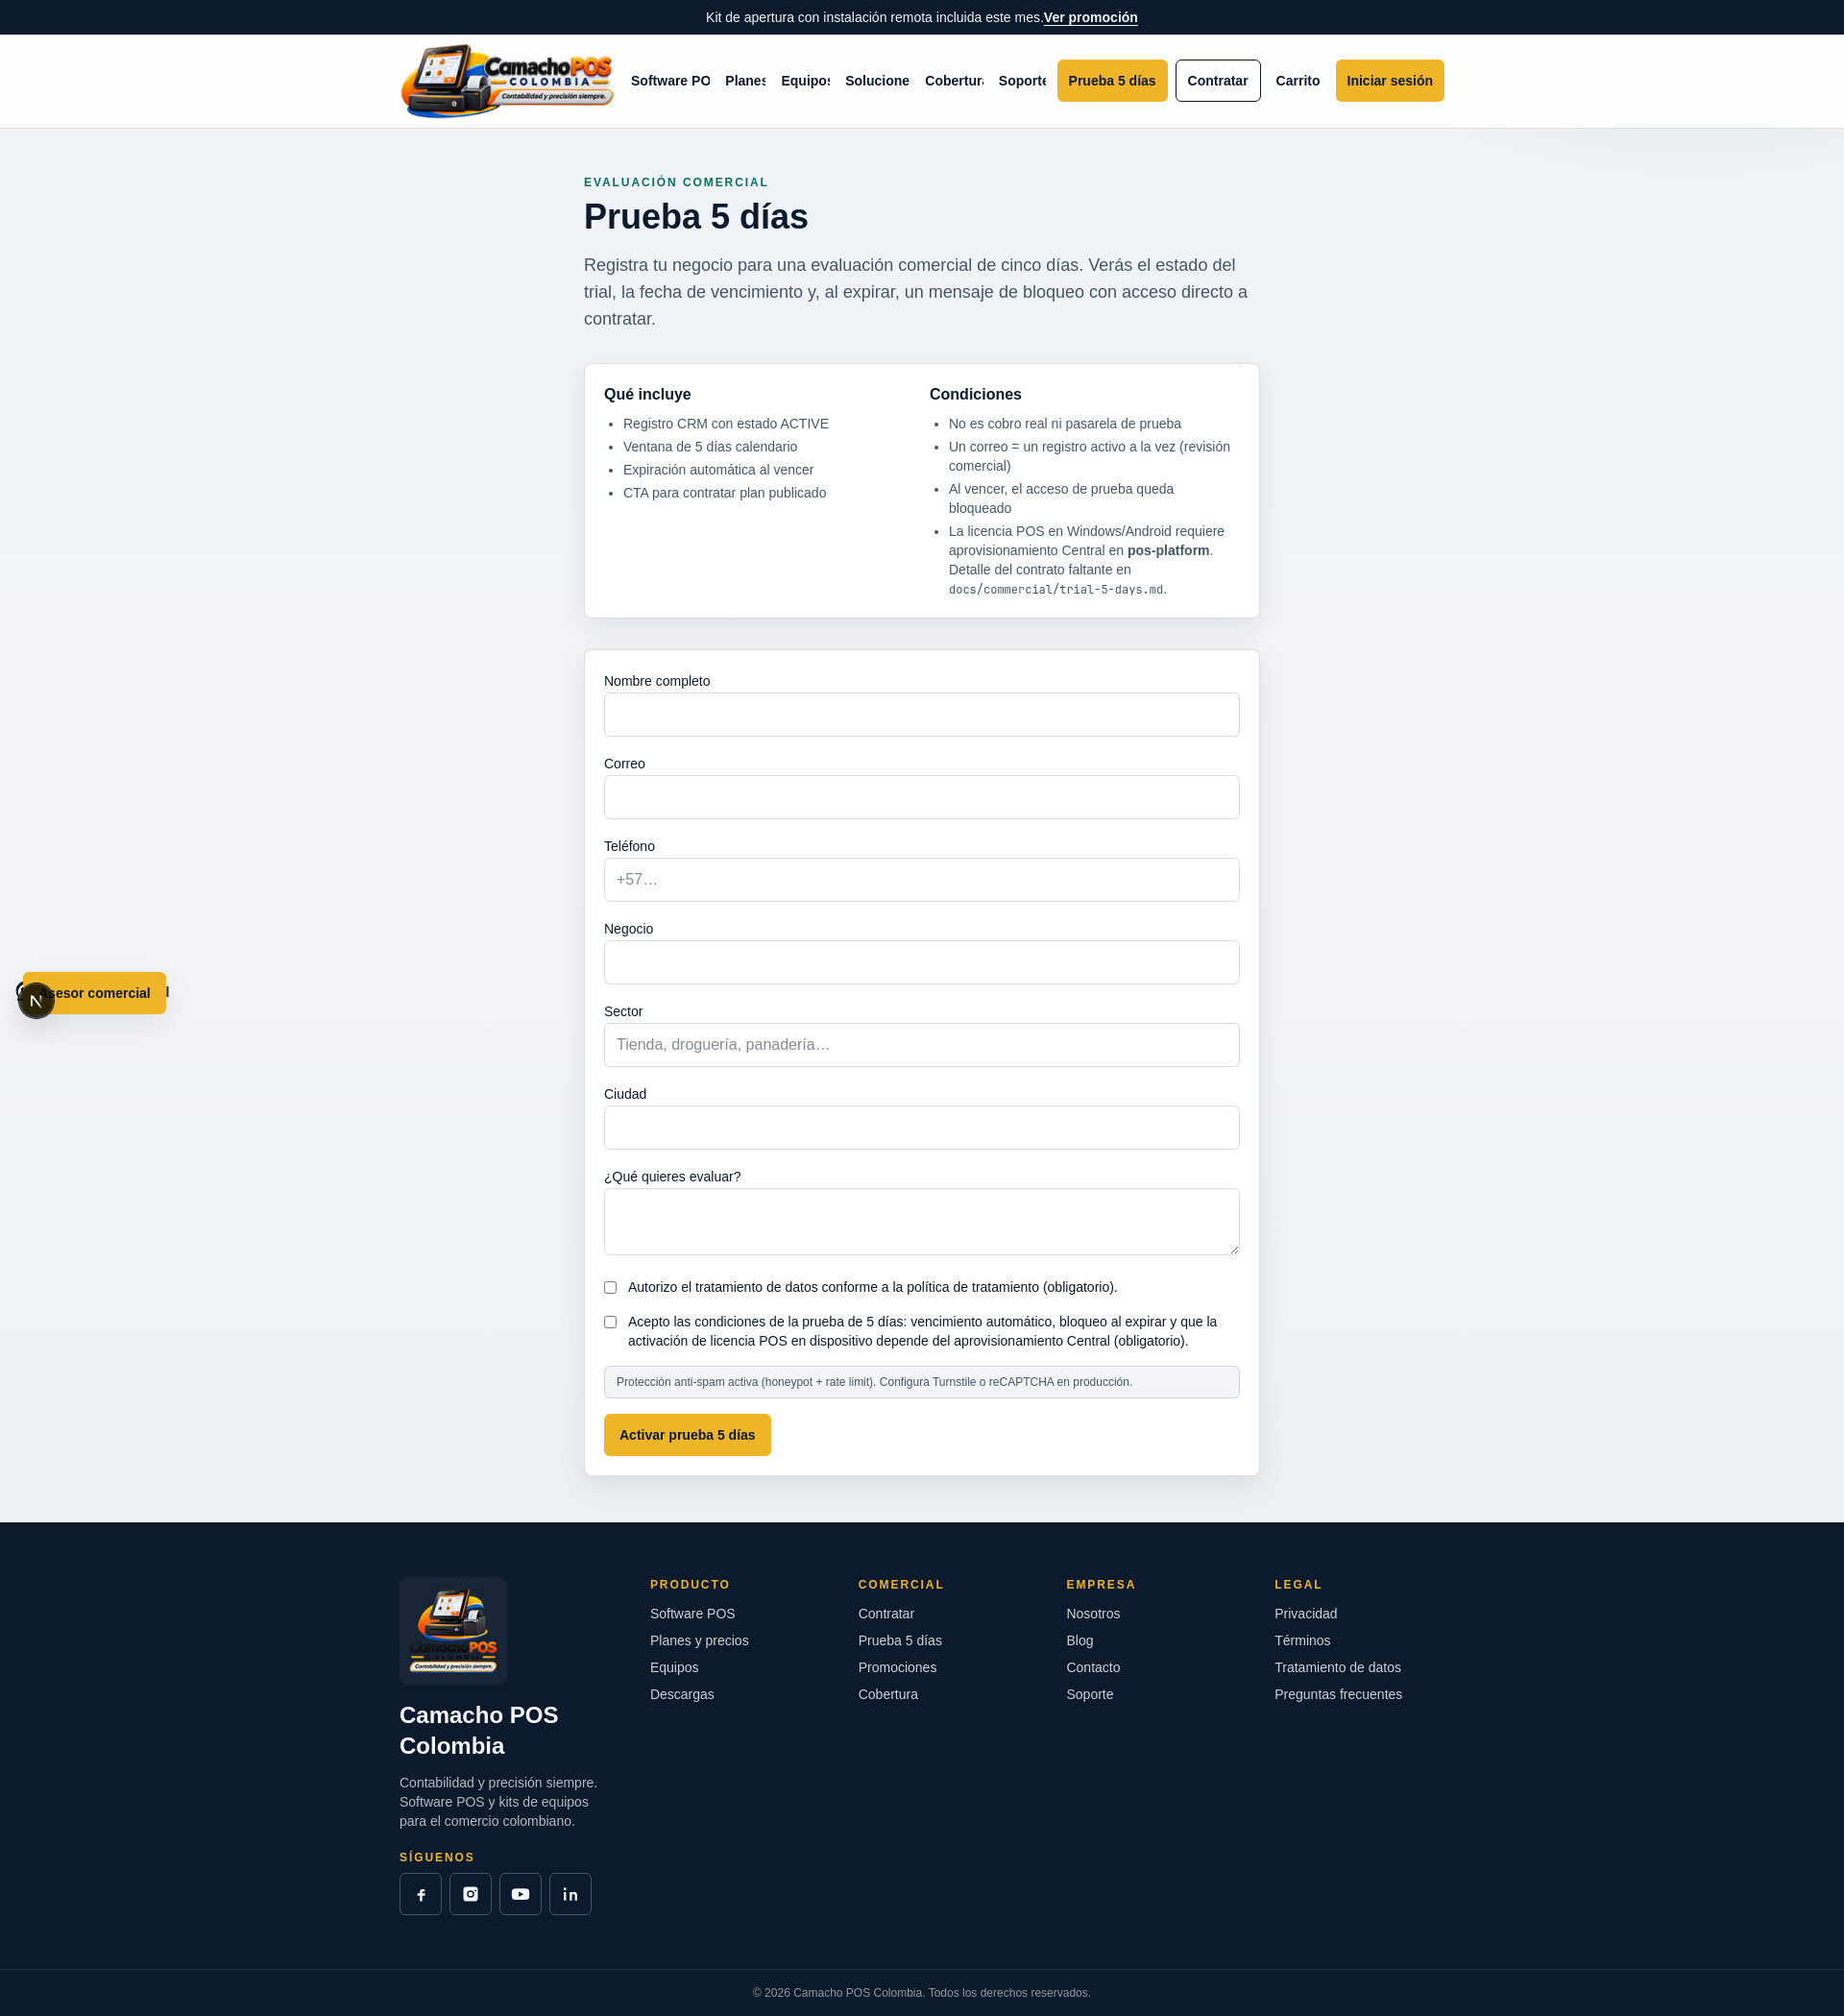 Kit de apertura con instalación remota incluida este mes.Ver promoción
CamachoPOS
COLOMBIA
Contabilidad y precisión siempre.
Software PO Planes Equipos Solucione Cobertura Soporte Prueba 5 días Contratar Carrito Iniciar sesión
EVALUACIÓN COMERCIAL
Prueba 5 días
Registra tu negocio para una evaluación comercial de cinco días. Verás el estado del
trial, la fecha de vencimiento y, al expirar, un mensaje de bloqueo con acceso directo a
contratar.
Qué incluye
Registro CRM con estado ACTIVE
Ventana de 5 días calendario
Expiración automática al vencer
CTA para contratar plan publicado
Condiciones
No es cobro real ni pasarela de prueba
Un correo = un registro activo a la vez (revisión
comercial)
Al vencer, el acceso de prueba queda
bloqueado
La licencia POS en Windows/Android requiere
aprovisionamiento Central en pos-platform.
Detalle del contrato faltante en
docs/commercial/trial-5-days.md.
Nombre completo
Correo
Teléfono
+57…
Negocio
Asesor comercial
N
Sector
Tienda, droguería, panadería…
Ciudad
¿Qué quieres evaluar?
Autorizo el tratamiento de datos conforme a la política de tratamiento (obligatorio).
Acepto las condiciones de la prueba de 5 días: vencimiento automático, bloqueo al expirar y que la
activación de licencia POS en dispositivo depende del aprovisionamiento Central (obligatorio).
Protección anti-spam activa (honeypot + rate limit). Configura Turnstile o reCAPTCHA en producción.
Activar prueba 5 días
CamachoPOS
COLOMBIA
Contabilidad y precisión siempre.
Camacho POS
Colombia
Contabilidad y precisión siempre.
Software POS y kits de equipos
para el comercio colombiano.
SÍGUENOS
PRODUCTO
Software POS
Planes y precios
Equipos
Descargas
COMERCIAL
Contratar
Prueba 5 días
Promociones
Cobertura
EMPRESA
Nosotros
Blog
Contacto
Soporte
LEGAL
Privacidad
Términos
Tratamiento de datos
Preguntas frecuentes
© 2026 Camacho POS Colombia. Todos los derechos reservados.